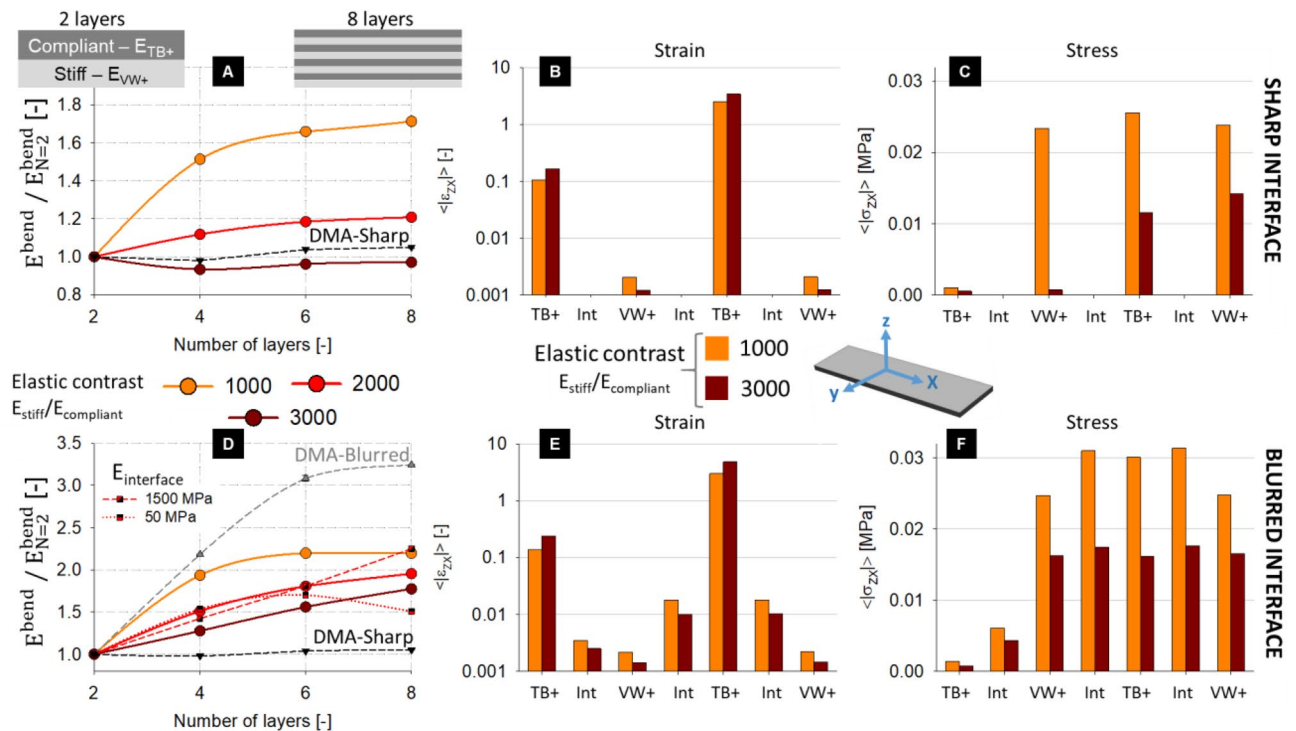 2 layers
8 layers
Compliant – E_TB+
Stiff – E_VW+
A
E^bend / E^bend_N=2 [-]
1.8
1.6
1.4
1.2
1.0
0.8
DMA-Sharp
2 4 6 8
Number of layers [-]
Strain
B
<|ε_ZX|> [-]
10
1
0.1
0.01
0.001
TB+ Int VW+ Int TB+ Int VW+
Stress
C
<|σ_ZX|> [MPa]
0.03
0.02
0.01
0.00
TB+ Int VW+ Int TB+ Int VW+
SHARP INTERFACE
Elastic contrast
E_stiff/E_compliant
1000
2000
3000
Elastic contrast
E_stiff/E_compliant
1000
3000
z
y
X
D
E^bend / E^bend_N=2 [-]
3.5
3.0
2.5
2.0
1.5
1.0
E_interface
1500 MPa
50 MPa
DMA-Blurred
DMA-Sharp
2 4 6 8
Number of layers [-]
Strain
E
<|ε_ZX|> [-]
10
1
0.1
0.01
0.001
TB+ Int VW+ Int TB+ Int VW+
Stress
F
<|σ_ZX|> [MPa]
0.03
0.02
0.01
0.00
TB+ Int VW+ Int TB+ Int VW+
BLURRED INTERFACE